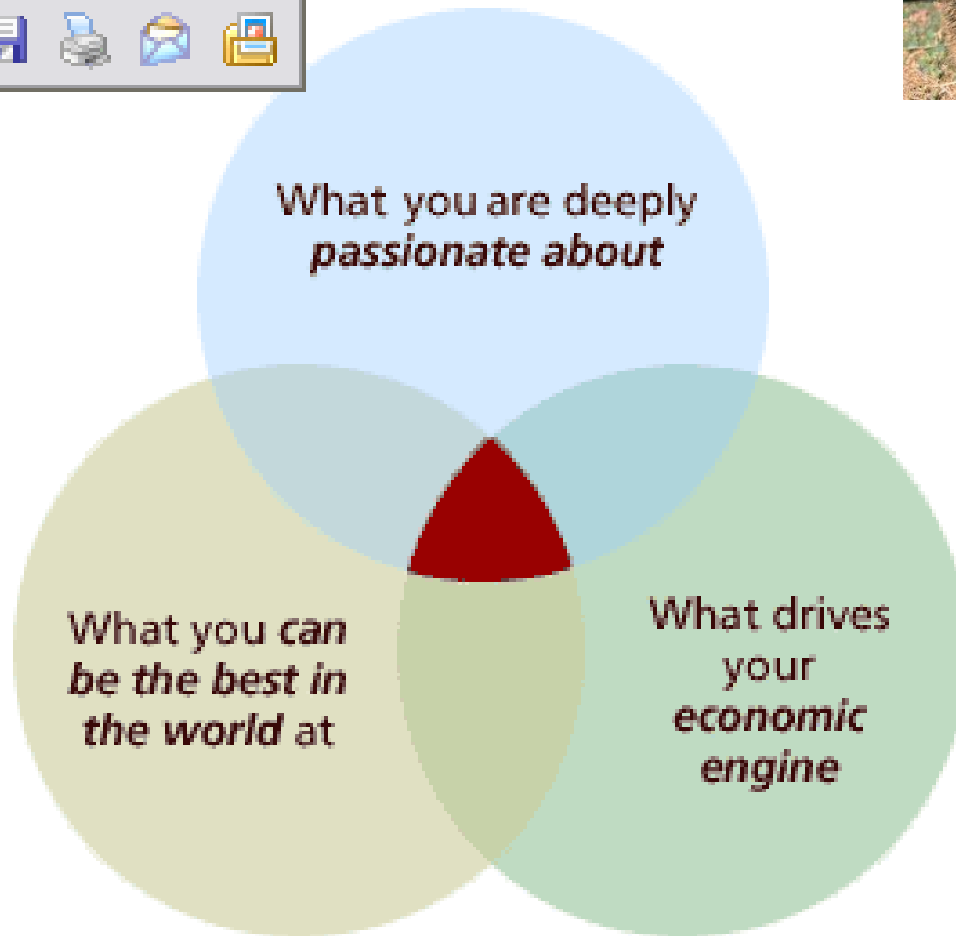 What you are deeply
passionate about
What you can
be the best in
the world at
What drives
your
economic
engine